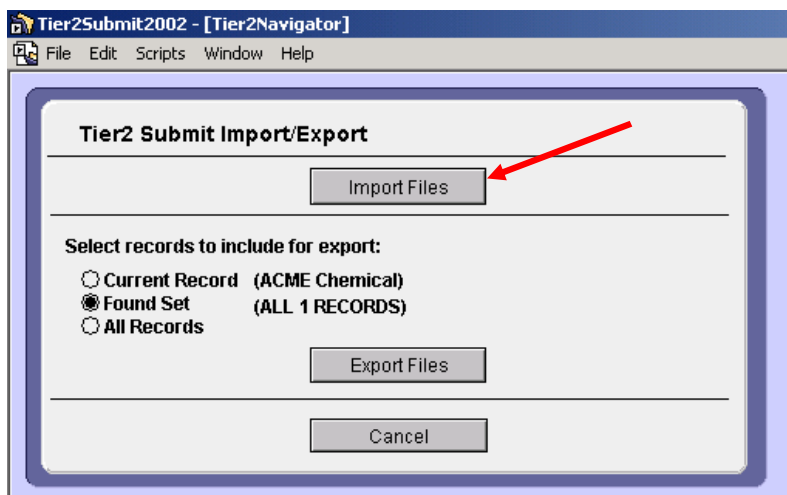 Tier2Submit2002 - [Tier2Navigator]
File Edit Scripts Window Help
Tier2 Submit Import/Export
Import Files
Select records to include for export:
Current Record (ACME Chemical)
Found Set (ALL 1 RECORDS)
All Records
Export Files
Cancel